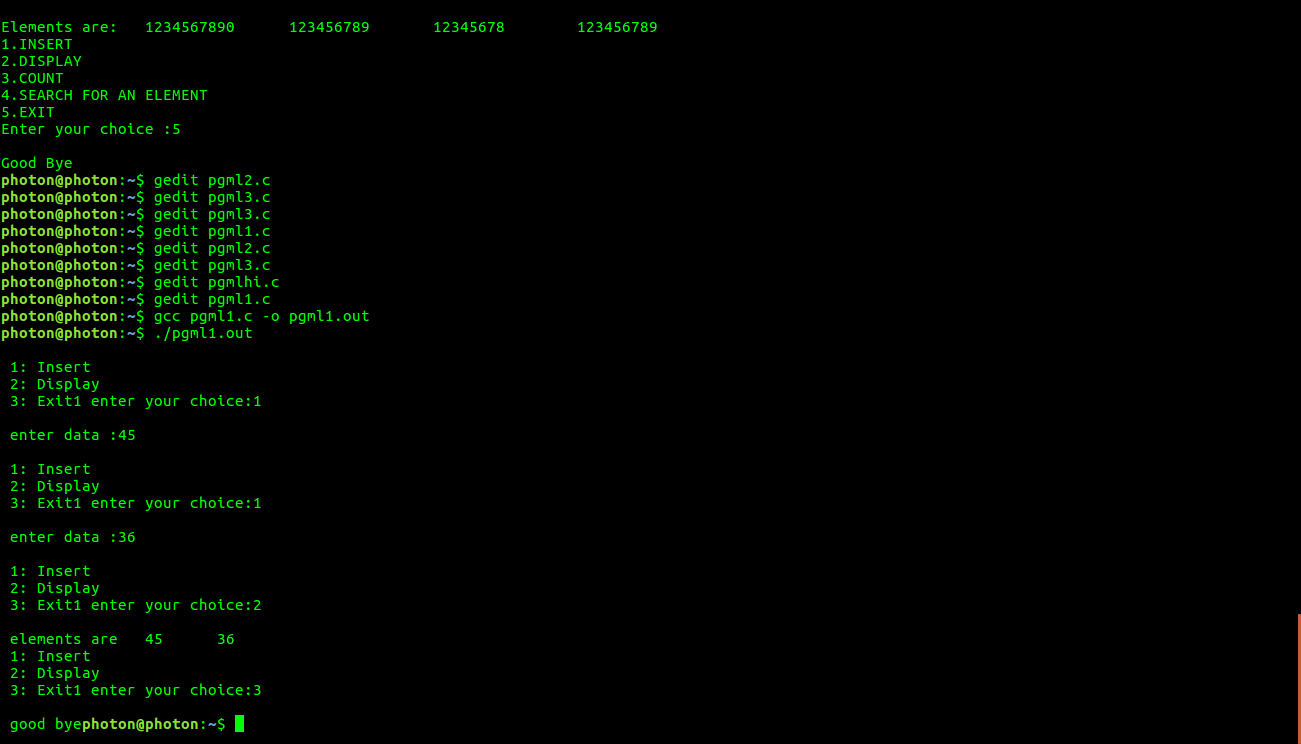 Elements are:   1234567890      123456789       12345678        123456789
1.INSERT
2.DISPLAY
3.COUNT
4.SEARCH FOR AN ELEMENT
5.EXIT
Enter your choice :5
Good Bye
photon@photon:~$ gedit pgml2.c
photon@photon:~$ gedit pgml3.c
photon@photon:~$ gedit pgml3.c
photon@photon:~$ gedit pgml1.c
photon@photon:~$ gedit pgml2.c
photon@photon:~$ gedit pgml3.c
photon@photon:~$ gedit pgmlhi.c
photon@photon:~$ gedit pgml1.c
photon@photon:~$ gcc pgml1.c -o pgml1.out
photon@photon:~$ ./pgml1.out
1: Insert
2: Display
3: Exit1 enter your choice:1
enter data :45
1: Insert
2: Display
3: Exit1 enter your choice:1
enter data :36
1: Insert
2: Display
3: Exit1 enter your choice:2
elements are   45      36
1: Insert
2: Display
3: Exit1 enter your choice:3
good byephoton@photon:~$